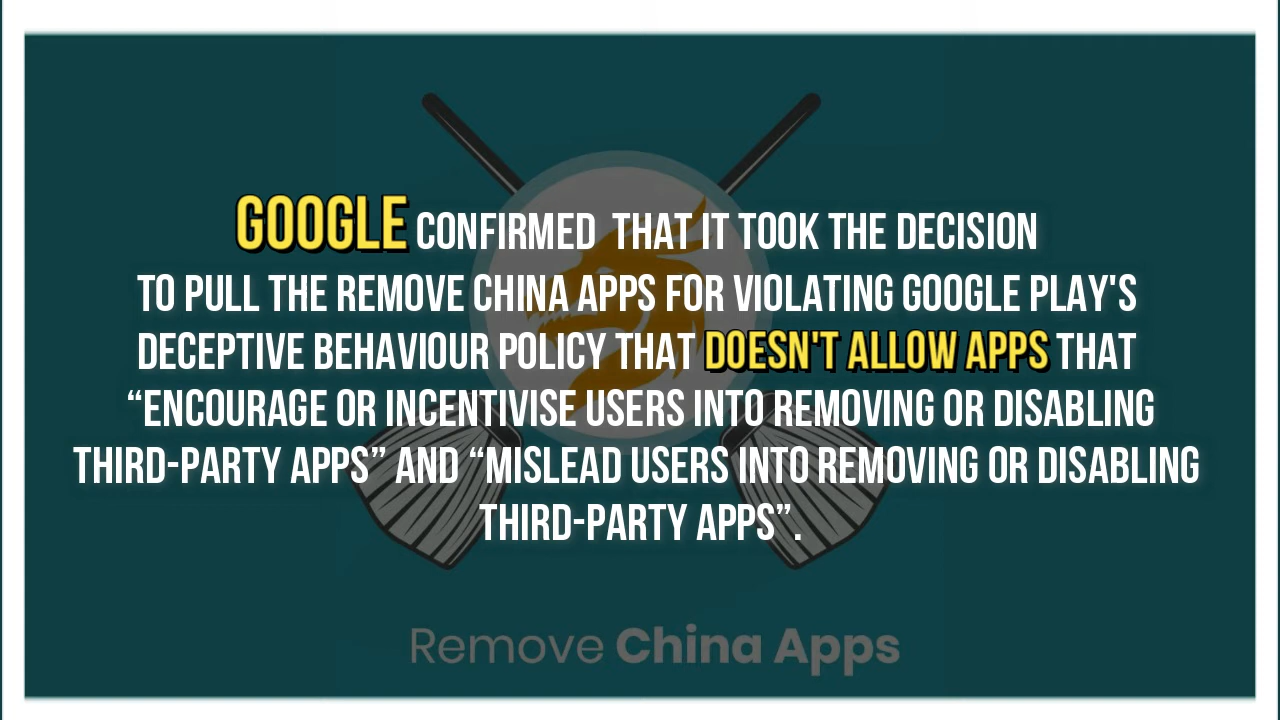 GOOGLE CONFIRMED THAT IT TOOK THE DECISION
TO PULL THE REMOVE CHINA APPS FOR VIOLATING GOOGLE PLAY'S
DECEPTIVE BEHAVIOUR POLICY THAT DOESN'T ALLOW APPS THAT
“ENCOURAGE OR INCENTIVISE USERS INTO REMOVING OR DISABLING
THIRD-PARTY APPS” AND “MISLEAD USERS INTO REMOVING OR DISABLING
THIRD-PARTY APPS”.
Remove China Apps